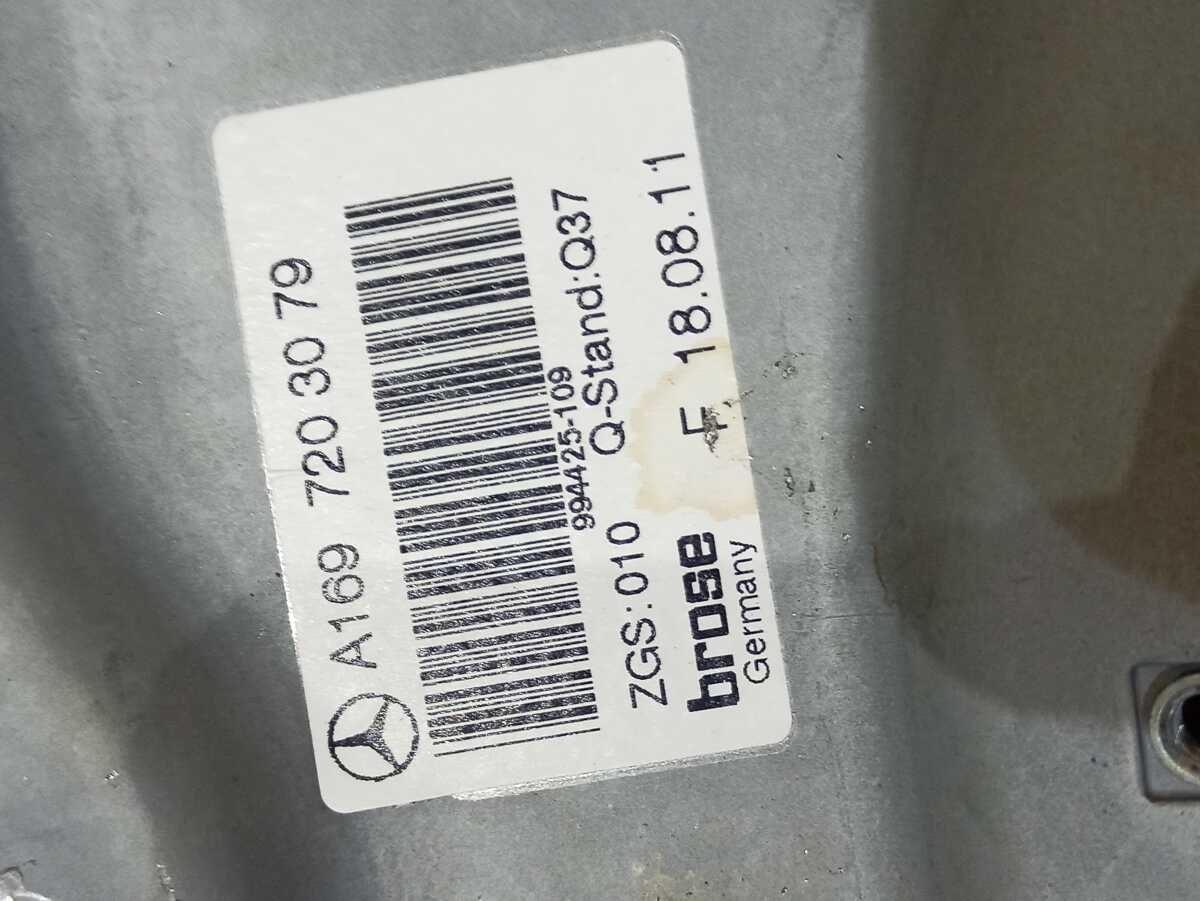 A169 720 30 79
994425-109
ZGS:010 Q-Stand:Q37
brose F 18.08.11
Germany